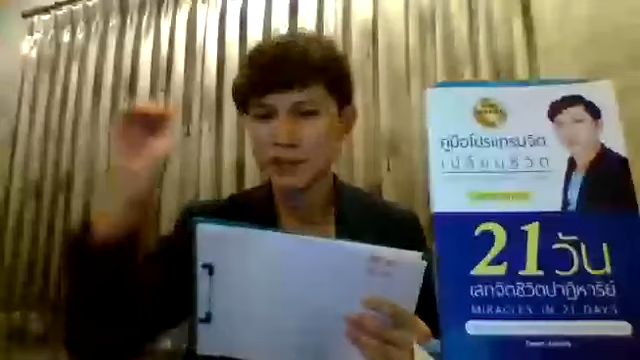 คู่มือโปรแกรมจิต
เปลี่ยนชีวิต
21 วัน
เสกจิตชีวิตปาฏิหาริย์
MIRACLES IN 21 DAYS